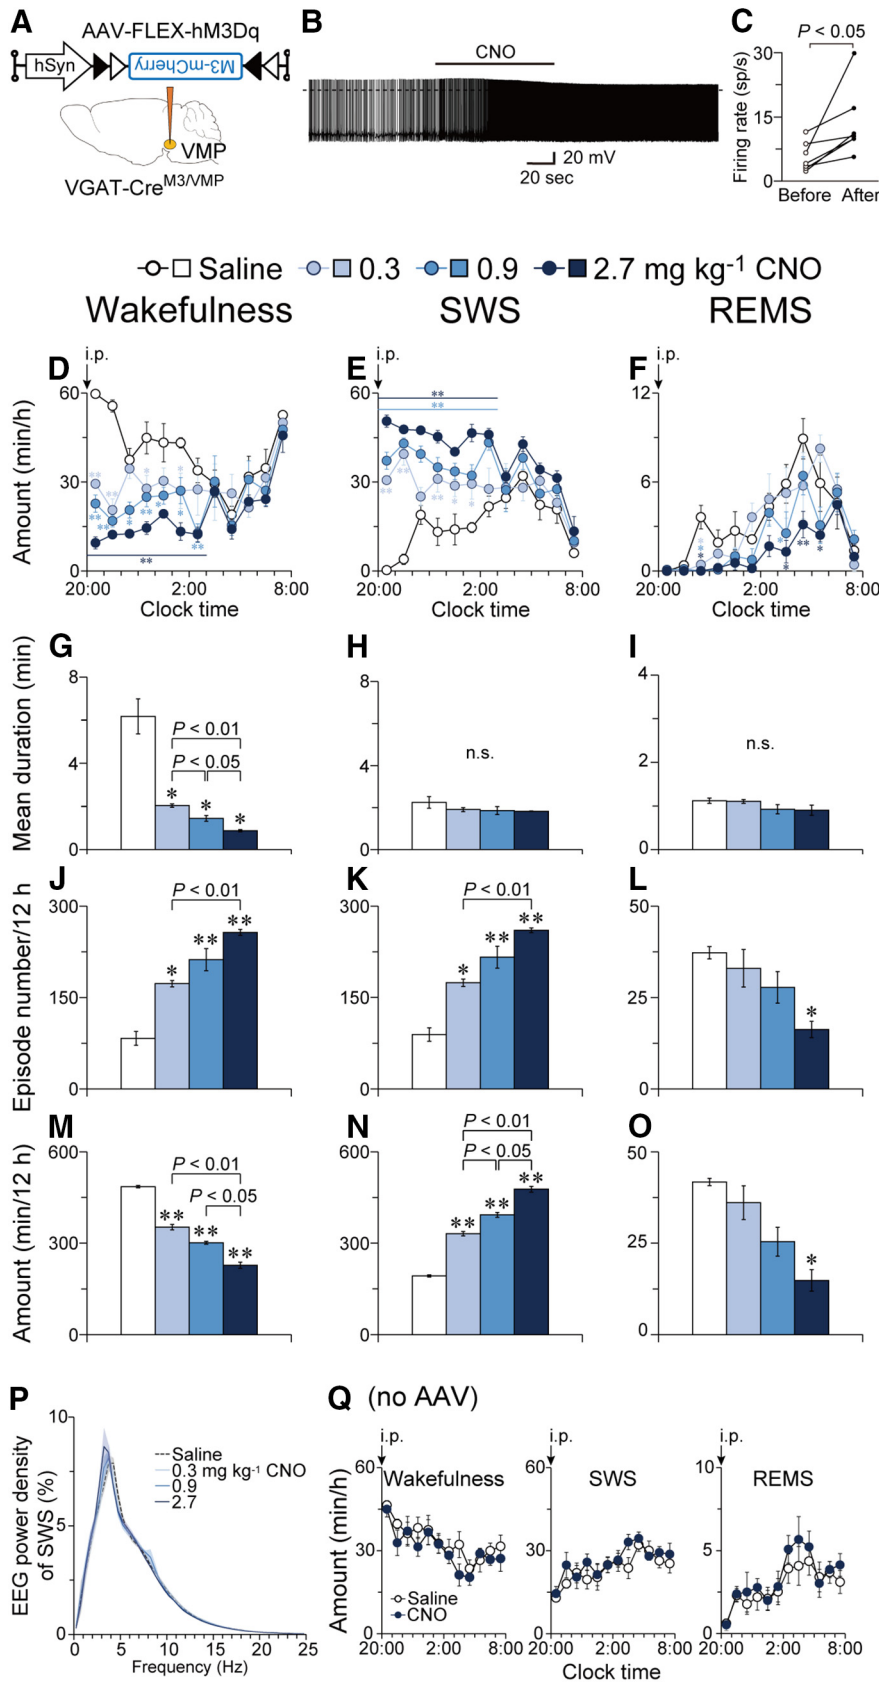 A
AAV-FLEX-hM3Dq
hSyn
M3-mCherry
VMP
VGAT-Cre^M3/VMP
B
CNO
20 mV
20 sec
C
P < 0.05
Firing rate (sp/s)
30
15
0
Before After
Saline 0.3 0.9 2.7 mg kg-1 CNO
Wakefulness SWS REMS
D
i.p.
Amount (min/h)
60
30
0
**
**
**
**
**
*
*
*
**
*
*
*
**
**
20:00 2:00 8:00
Clock time
E
i.p.
60
30
0
**
**
**
**
**
*
*
20:00 2:00 8:00
Clock time
F
i.p.
12
6
0
*
*
*
*
*
**
*
*
20:00 2:00 8:00
Clock time
G
Mean duration (min)
8
4
0
P < 0.01
P < 0.05
* * *
H
8
4
0
n.s.
I
4
2
0
n.s.
J
Episode number/12 h
300
150
0
P < 0.01
* ** **
K
300
150
0
P < 0.01
* ** **
L
50
25
0
*
M
Amount (min/12 h)
600
300
0
P < 0.01
P < 0.05
** ** **
N
600
300
0
P < 0.01
P < 0.05
** ** **
O
50
25
0
*
P
EEG power density
of SWS (%)
10
5
0
Saline
0.3 mg kg-1 CNO
0.9
2.7
0 5 10 15 20 25
Frequency (Hz)
Q (no AAV)
i.p.
Amount (min/h)
60
30
0
Wakefulness
Saline
CNO
20:00 2:00 8:00
i.p.
60
30
0
SWS
20:00 2:00 8:00
Clock time
i.p.
10
5
0
REMS
20:00 2:00 8:00